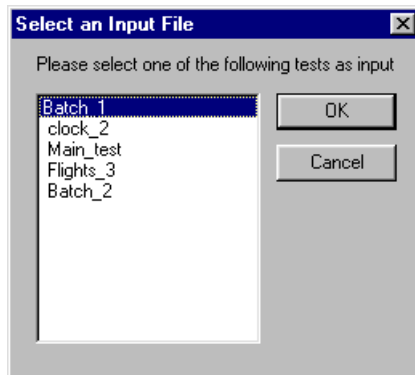 Select an Input File
Please select one of the following tests as input
Batch_1
clock_2
Main_test
Flights_3
Batch_2
OK
Cancel